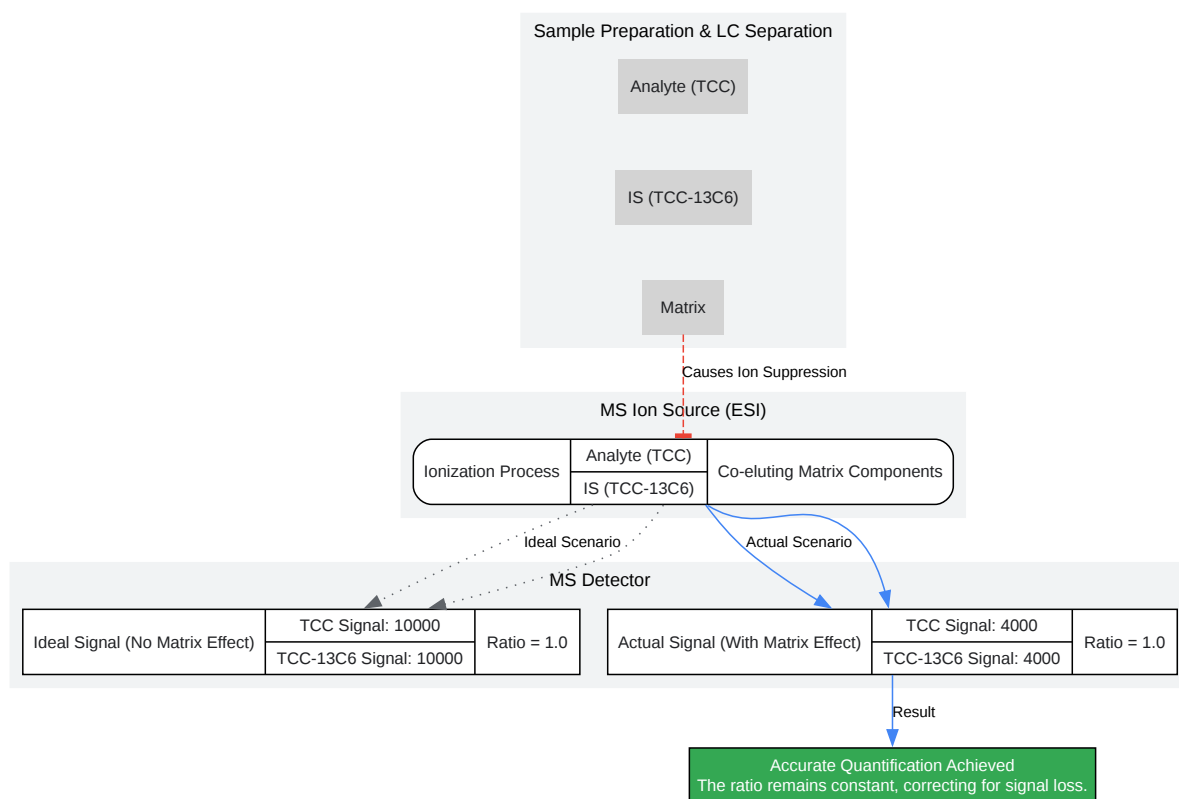 Sample Preparation & LC Separation
Analyte (TCC)
IS (TCC-13C6)
Matrix
Causes Ion Suppression
MS Ion Source (ESI)
Ionization Process
Analyte (TCC)
IS (TCC-13C6)
Co-eluting Matrix Components
Ideal Scenario
Actual Scenario
MS Detector
Ideal Signal (No Matrix Effect)
TCC Signal: 10000
TCC-13C6 Signal: 10000
Ratio = 1.0
Actual Signal (With Matrix Effect)
TCC Signal: 4000
TCC-13C6 Signal: 4000
Ratio = 1.0
Result
Accurate Quantification Achieved
The ratio remains constant, correcting for signal loss.